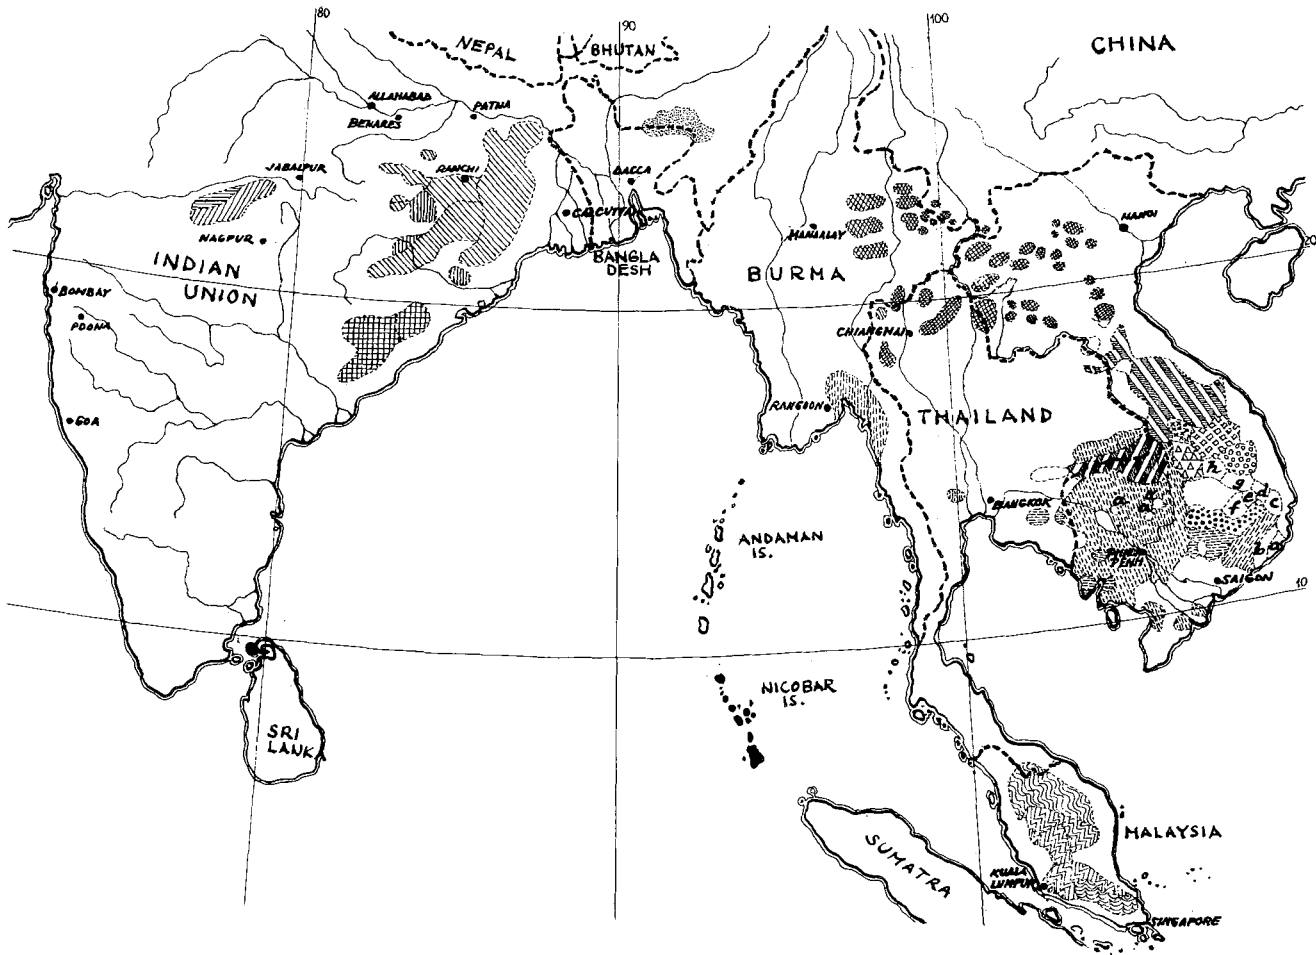 80
90
100
NEPAL
BHUTAN
CHINA
ALLAHABAD
BENARES
PATNA
JABALPUR
RANCHI
DACCA
CALCUTTA
HANOI
NAGPUR
MANDALAY
20
INDIAN
UNION
BANGLA
DESH
BURMA
BOMBAY
POONA
CHIANGMAI
GOA
RANGOON
THAILAND
h
g
d
e
c
f
BANGKOK
a
a
ANDAMAN
IS.
b
a
PHNOM
PENH
SAIGON
10
NICOBAR
IS.
SRI
LANKA
MALAYSIA
SUMATRA
KUALA
LUMPUR
SINGAPORE